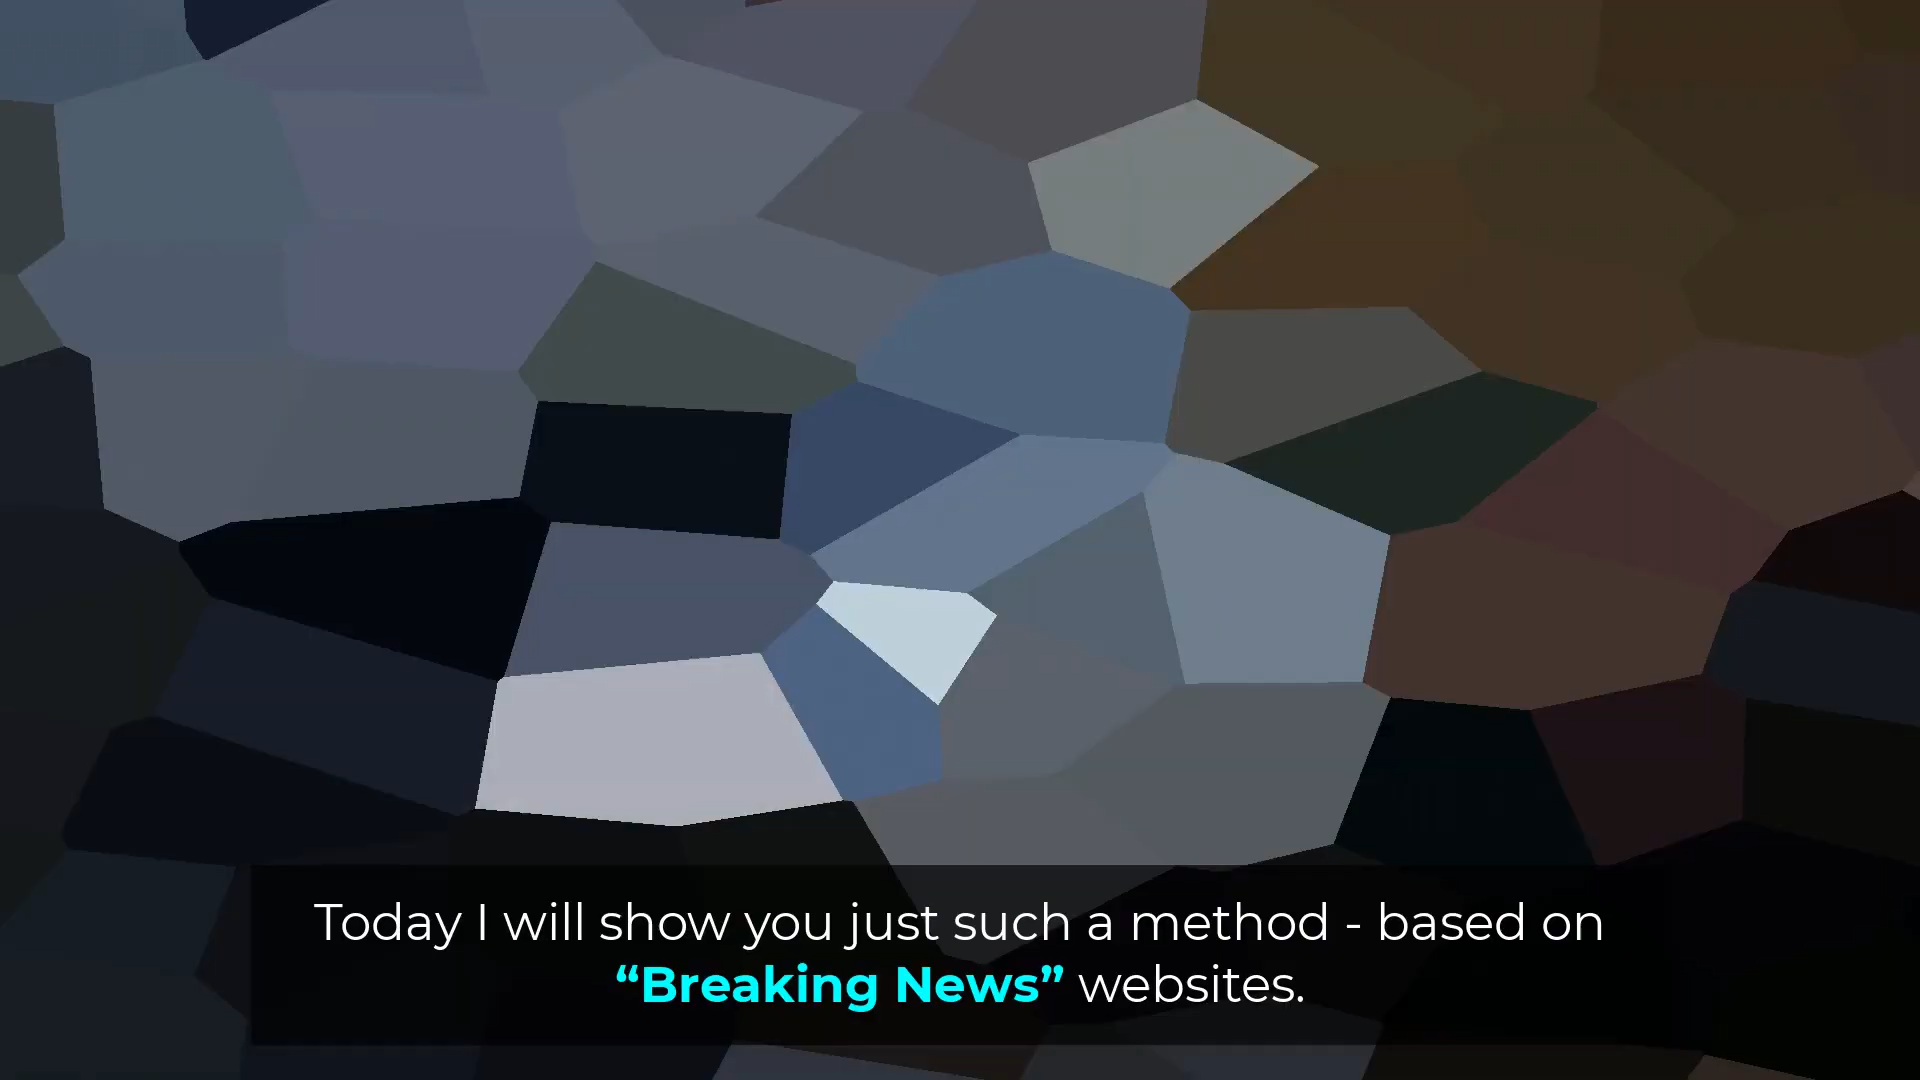 Today I will show you just such a method - based on
“Breaking News” websites.